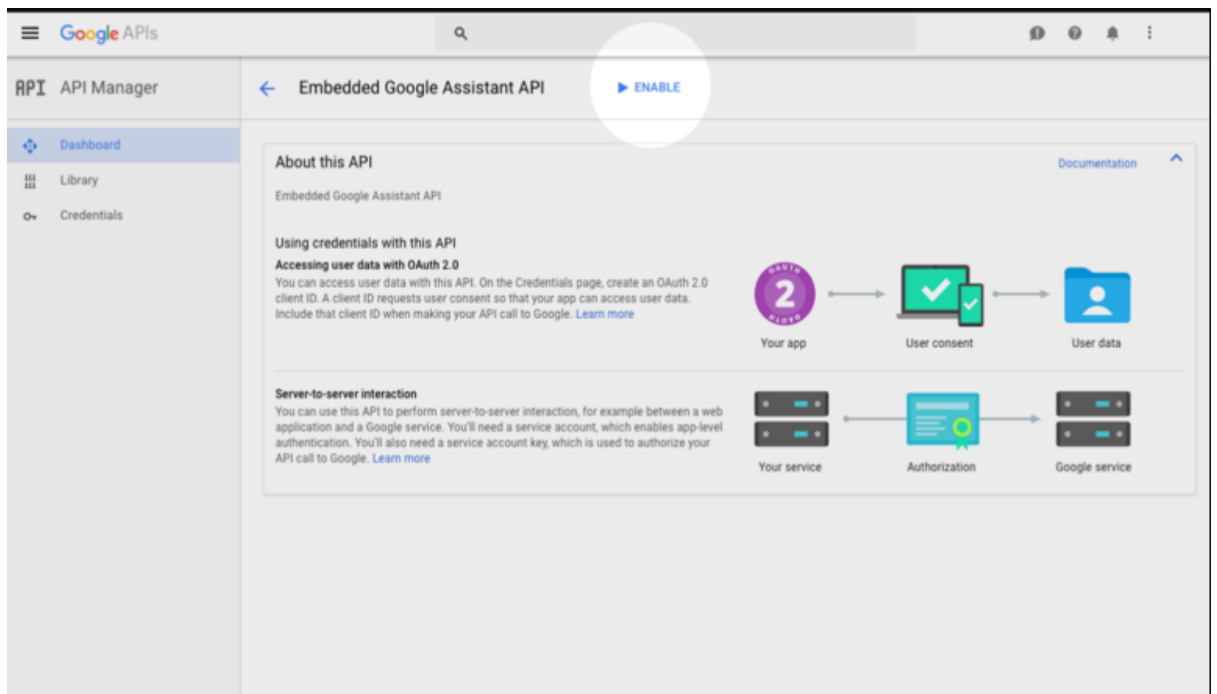 Google APIs
API API Manager
Embedded Google Assistant API
ENABLE
Dashboard
Library
Credentials
About this API
Documentation
Embedded Google Assistant API
Using credentials with this API
Accessing user data with OAuth 2.0
You can access user data with this API. On the Credentials page, create an OAuth 2.0
client ID. A client ID requests user consent so that your app can access user data.
Include that client ID when making your API call to Google. Learn more
OAUTH
2
OAUTH
Your app
User consent
User data
Server-to-server interaction
You can use this API to perform server-to-server interaction, for example between a web
application and a Google service. You'll need a service account, which enables app-level
authentication. You'll also need a service account key, which is used to authorize your
API call to Google. Learn more
Your service
Authorization
Google service